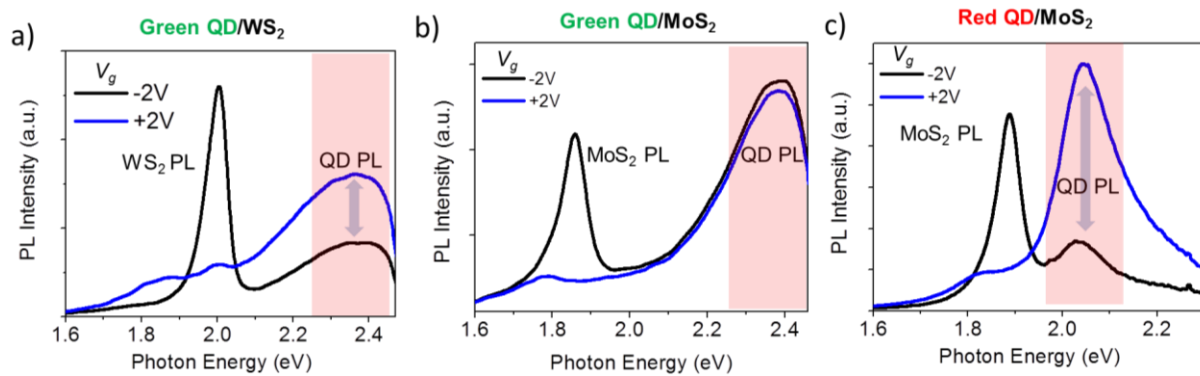 a)
Green QD/WS₂
V_g
-2V
+2V
WS₂ PL
QD PL
PL Intensity (a.u.)
1.6 1.8 2.0 2.2 2.4
Photon Energy (eV)
b)
Green QD/MoS₂
V_g
-2V
+2V
MoS₂ PL
QD PL
PL Intensity (a.u.)
1.6 1.8 2.0 2.2 2.4
Photon Energy (eV)
c)
Red QD/MoS₂
V_g
-2V
+2V
MoS₂ PL
QD PL
PL Intensity (a.u.)
1.6 1.8 2.0 2.2
Photon Energy (eV)